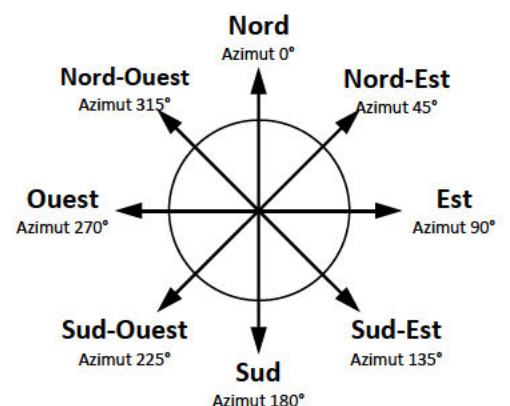 Nord
Azimut 0°
Nord-Ouest
Azimut 315°
Nord-Est
Azimut 45°
Ouest
Azimut 270°
Est
Azimut 90°
Sud-Ouest
Azimut 225°
Sud-Est
Azimut 135°
Sud
Azimut 180°